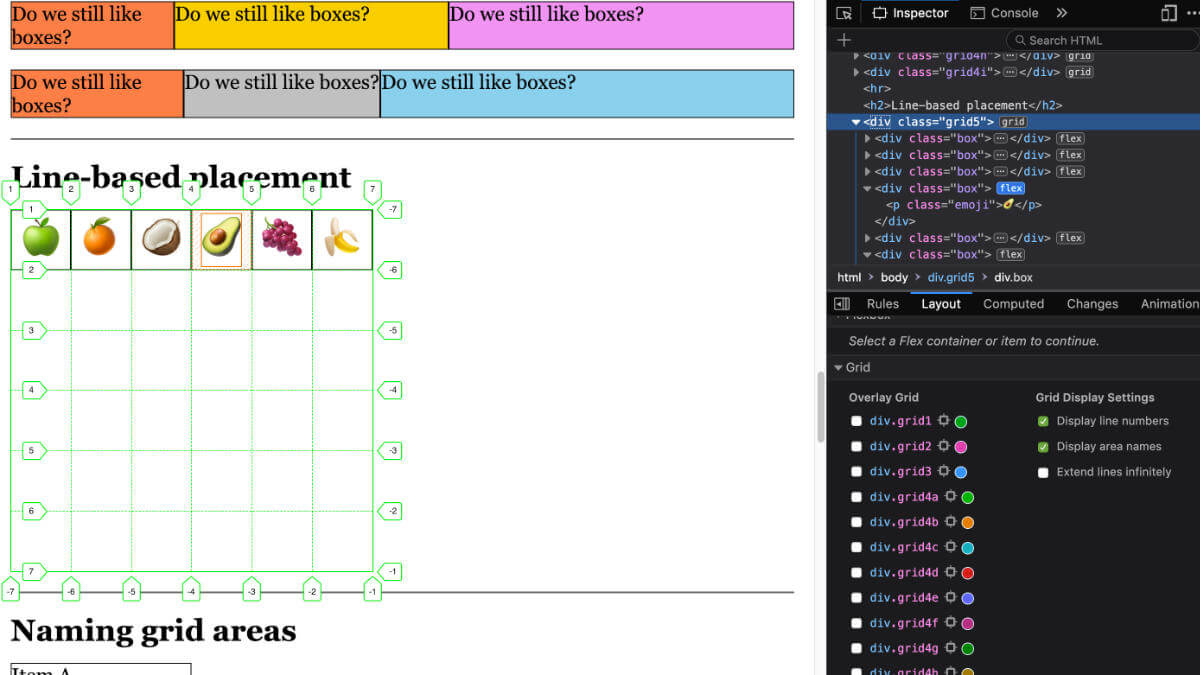 Do we still like
boxes?
Do we still like boxes?
Do we still like boxes?
Do we still like
boxes?
Do we still like boxes?
Do we still like boxes?
Line-based placement
1 2 3 4 5 6 7
1 -7
2 -6
3 -5
4 -4
5 -3
6 -2
7 -1
-7 -6 -5 -4 -3 -2 -1
Naming grid areas
Item A
Inspector Console
Search HTML
<div class="grid4h"> </div> grid
<div class="grid4i"> </div> grid
<hr>
<h2>Line-based placement</h2>
<div class="grid5"> grid
<div class="box"> </div> flex
<div class="box"> </div> flex
<div class="box"> </div> flex
<div class="box"> flex
<p class="emoji">🥑</p>
</div>
<div class="box"> </div> flex
<div class="box"> flex
html > body > div.grid5 > div.box
Rules Layout Computed Changes Animation
Flexbox
Select a Flex container or item to continue.
Grid
Overlay Grid
div.grid1
div.grid2
div.grid3
div.grid4a
div.grid4b
div.grid4c
div.grid4d
div.grid4e
div.grid4f
div.grid4g
div.grid4h
Grid Display Settings
Display line numbers
Display area names
Extend lines infinitely